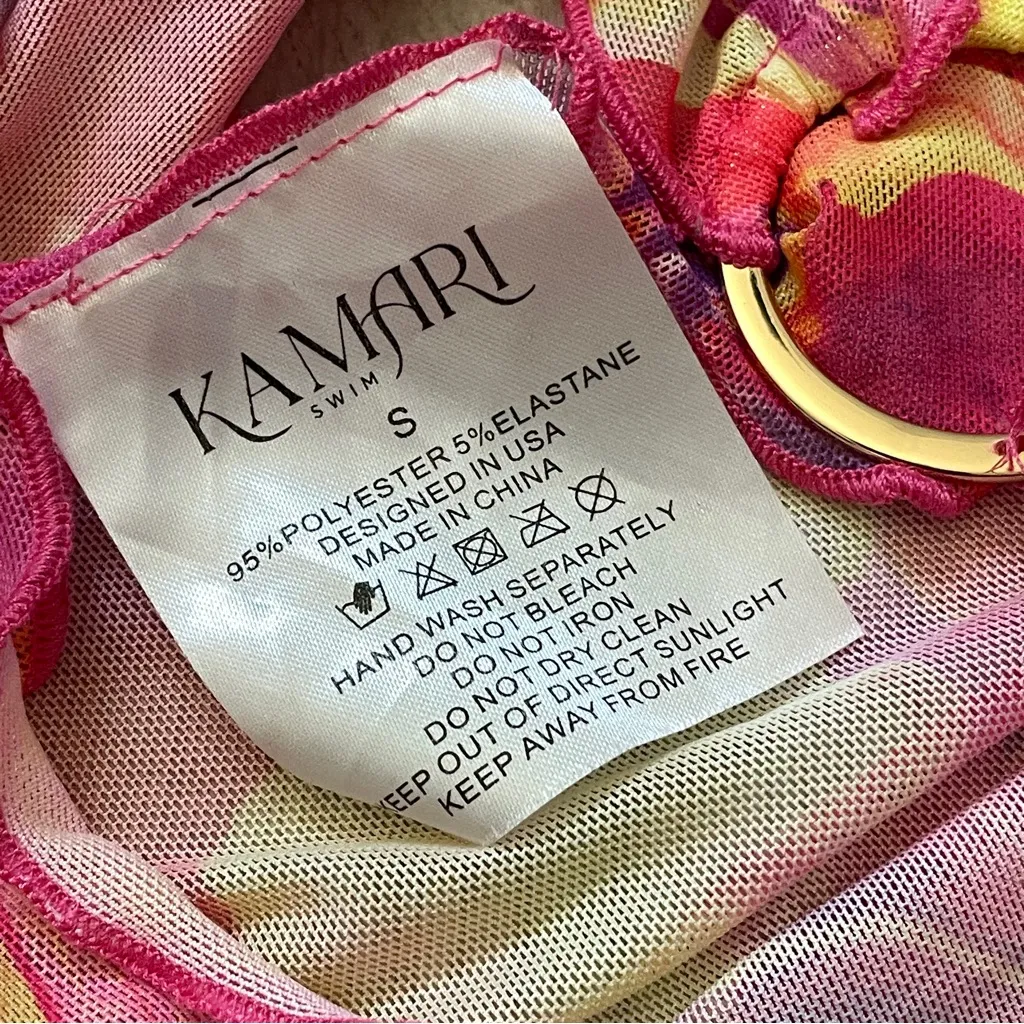 KAMARI
SWIM
S
95%POLYESTER 5%ELASTANE
DESIGNED IN USA
MADE IN CHINA
HAND WASH SEPARATELY
DO NOT BLEACH
DO NOT IRON
DO NOT DRY CLEAN
KEEP OUT OF DIRECT SUNLIGHT
KEEP AWAY FROM FIRE